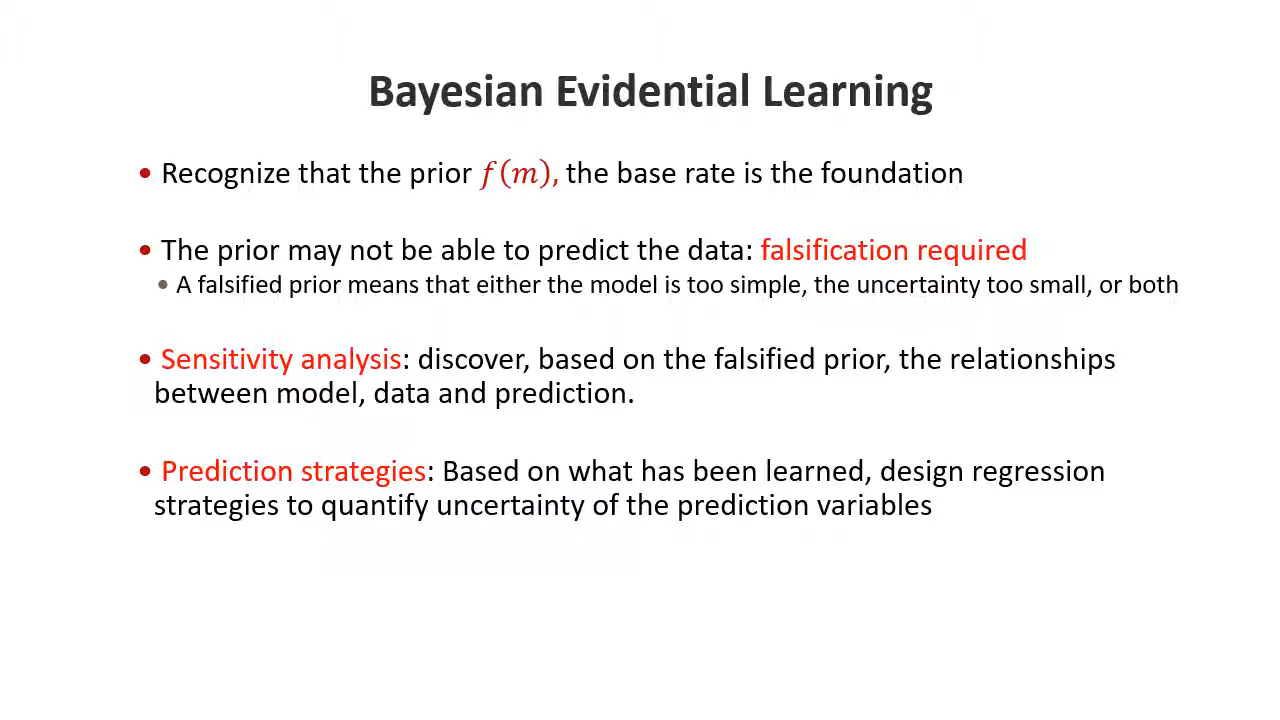 Bayesian Evidential Learning
• Recognize that the prior f(m), the base rate is the foundation
• The prior may not be able to predict the data: falsification required
• A falsified prior means that either the model is too simple, the uncertainty too small, or both
• Sensitivity analysis: discover, based on the falsified prior, the relationships
between model, data and prediction.
• Prediction strategies: Based on what has been learned, design regression
strategies to quantify uncertainty of the prediction variables